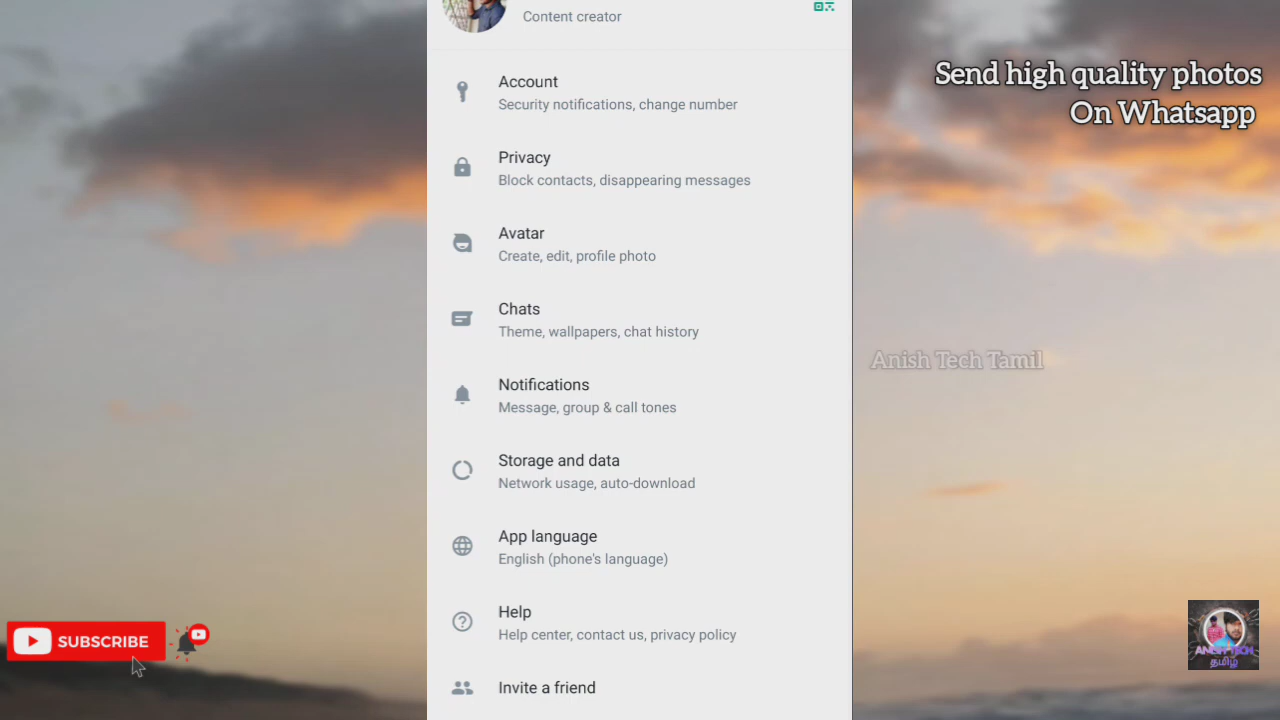 Content creator
Account
Security notifications, change number
Privacy
Block contacts, disappearing messages
Avatar
Create, edit, profile photo
Chats
Theme, wallpapers, chat history
Notifications
Message, group & call tones
Storage and data
Network usage, auto-download
App language
English (phone's language)
Help
Help center, contact us, privacy policy
Invite a friend
Send high quality photos
On Whatsapp
Anish Tech Tamil
SUBSCRIBE
ANISH TECH
தமிழ்